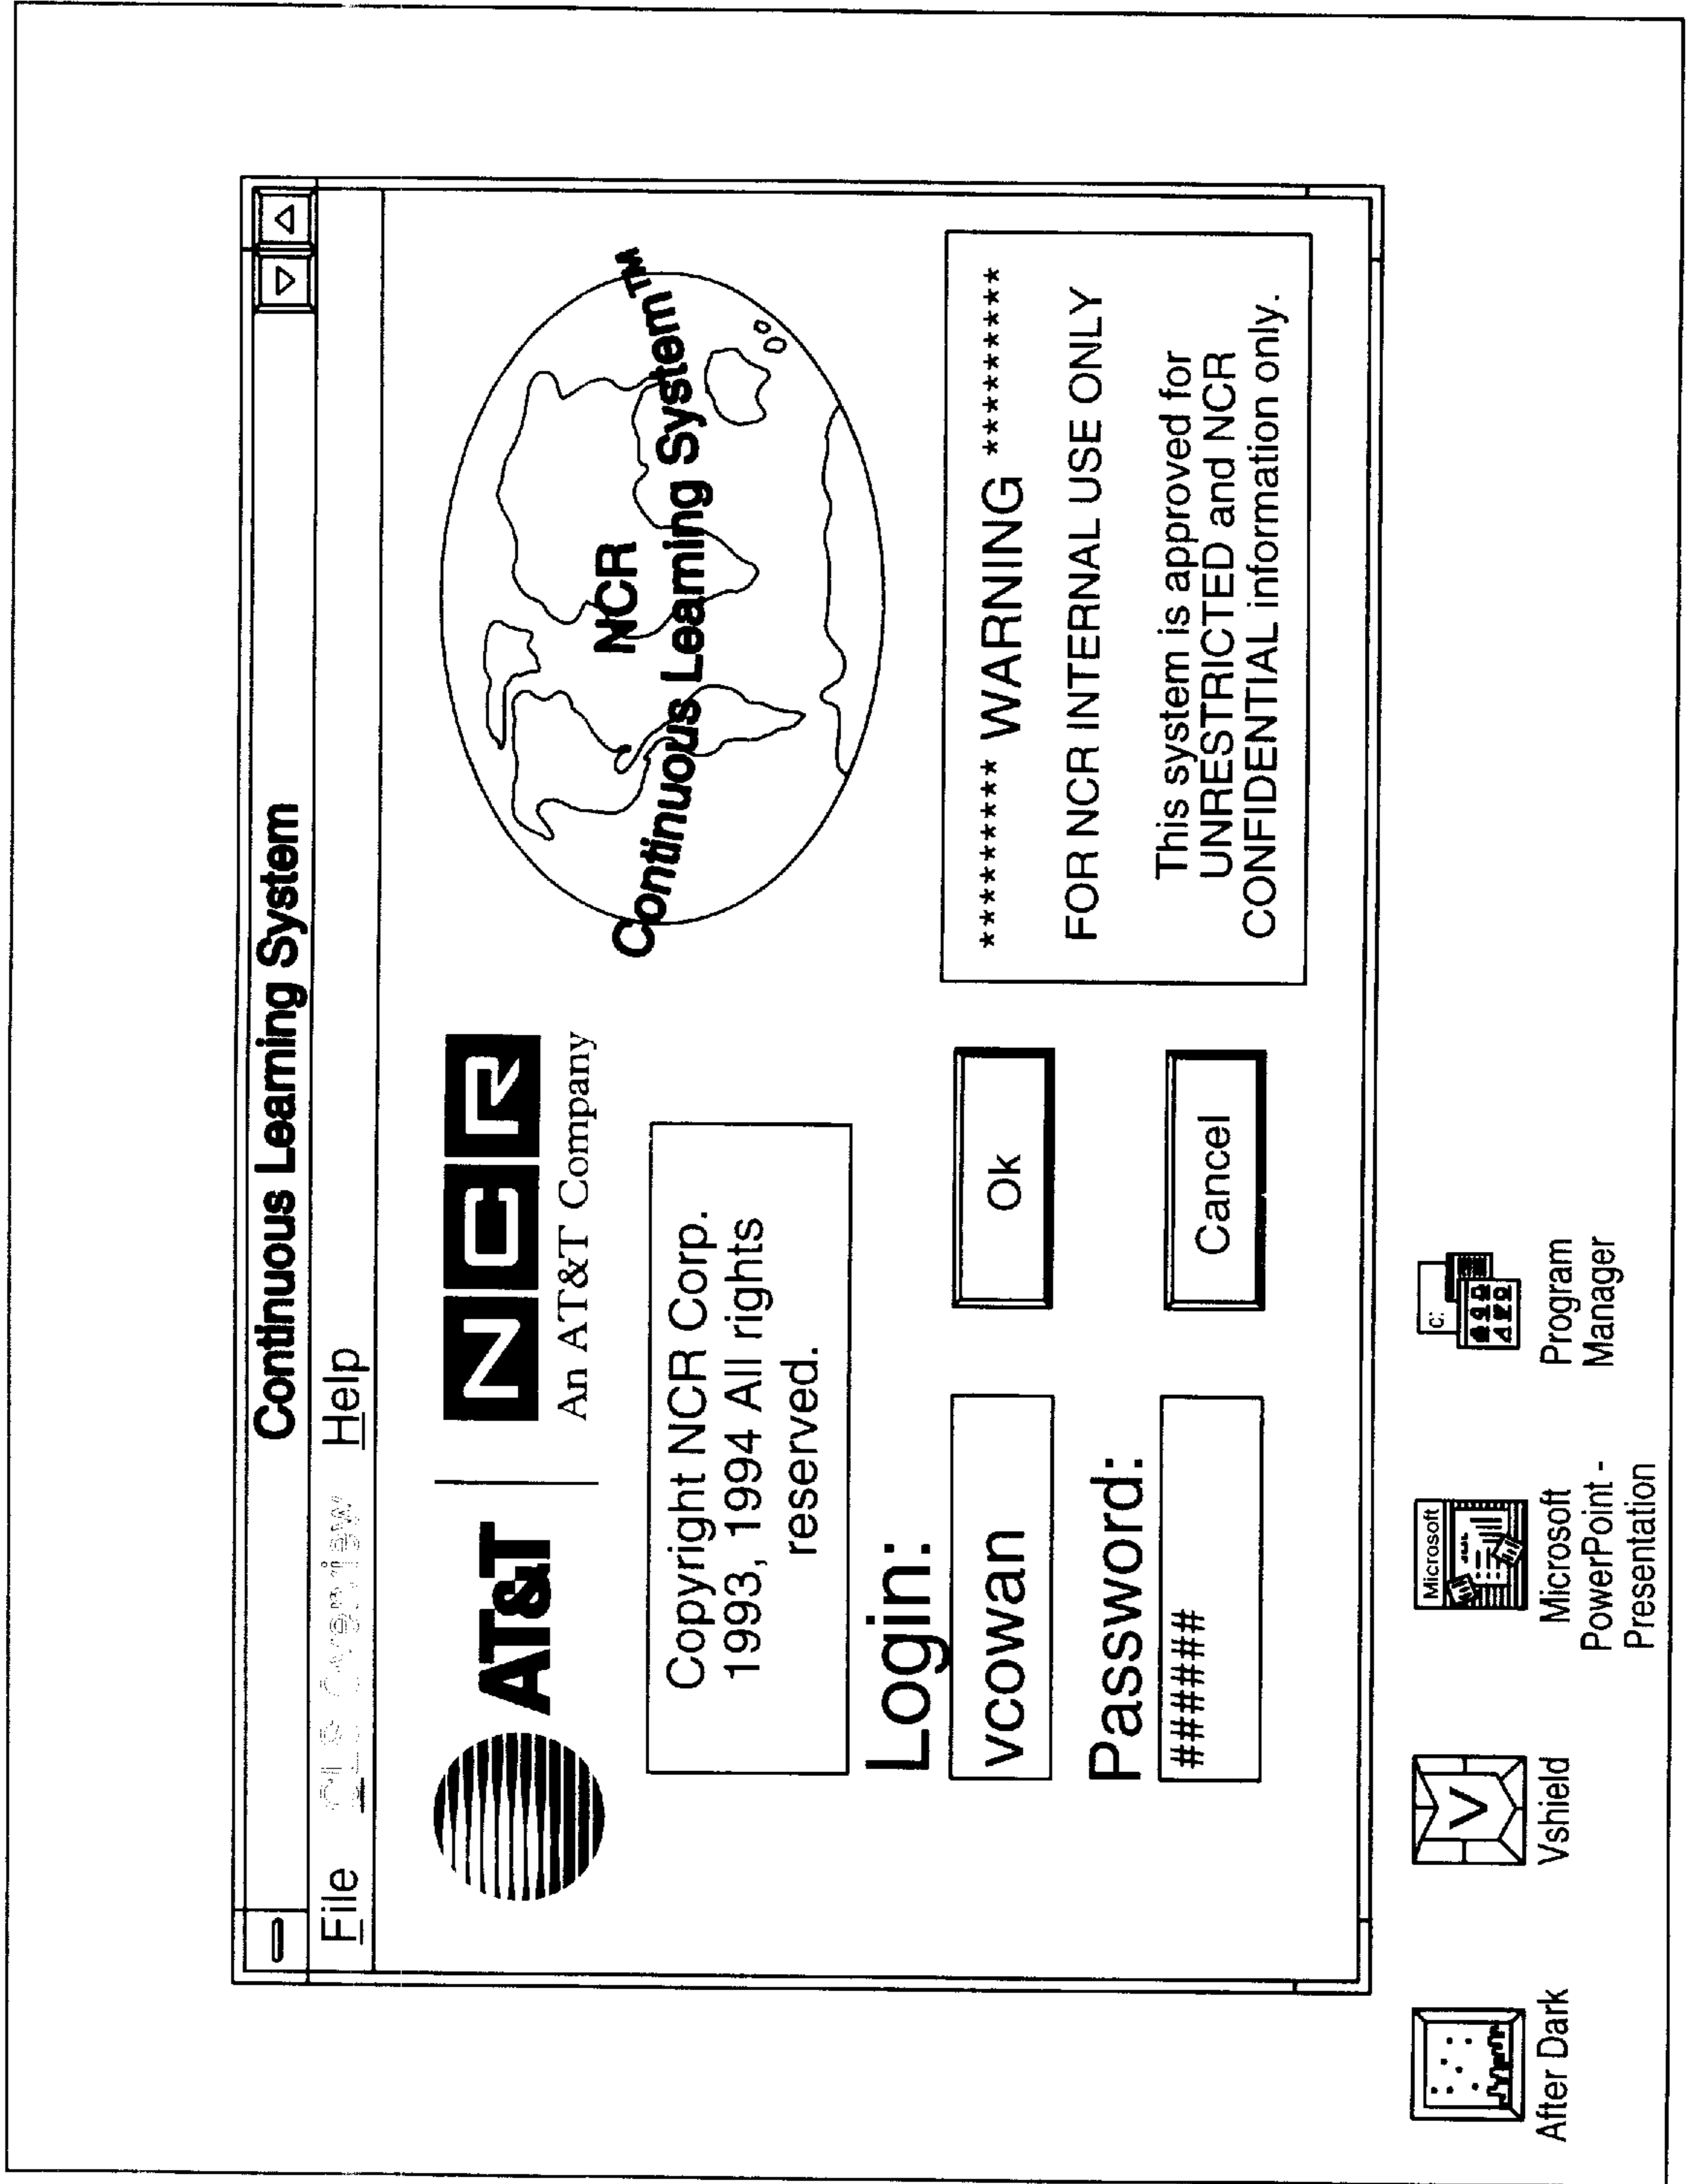 Continuous Learning System
File CLS Overview Help
AT&T
NCR
An AT&T Company
NCR
Continuous Learning System™
Copyright NCR Corp.
1993, 1994 All rights
reserved.
Login:
vcowan
Ok
Password:
######
Cancel
********* WARNING *********
FOR NCR INTERNAL USE ONLY
This system is approved for
UNRESTRICTED and NCR
CONFIDENTIAL information only.
After Dark
V
Vshield
Microsoft
Microsoft
PowerPoint -
Presentation
c:
Program
Manager